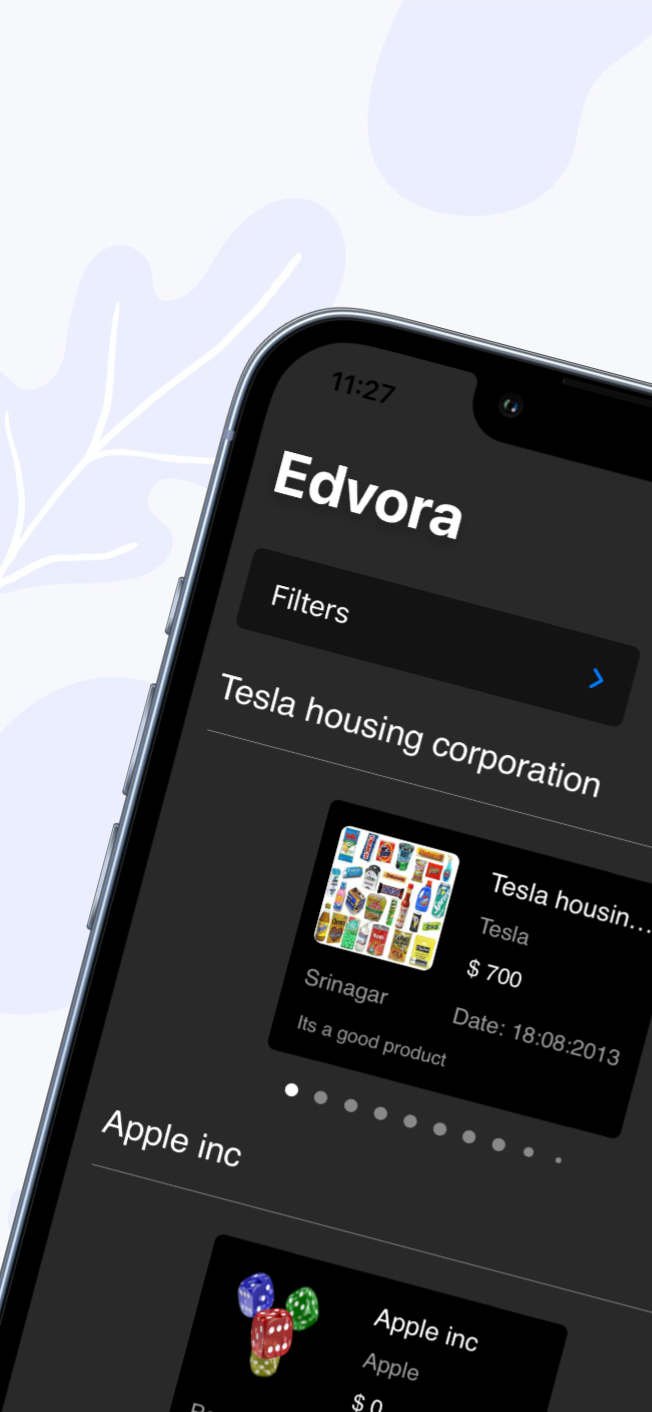 11:27
Edvora
Filters
Tesla housing corporation
Tesla housin...
Tesla
$ 700
Srinagar
Date: 18:08:2013
Its a good product
Apple inc
Apple inc
Apple
$ 0